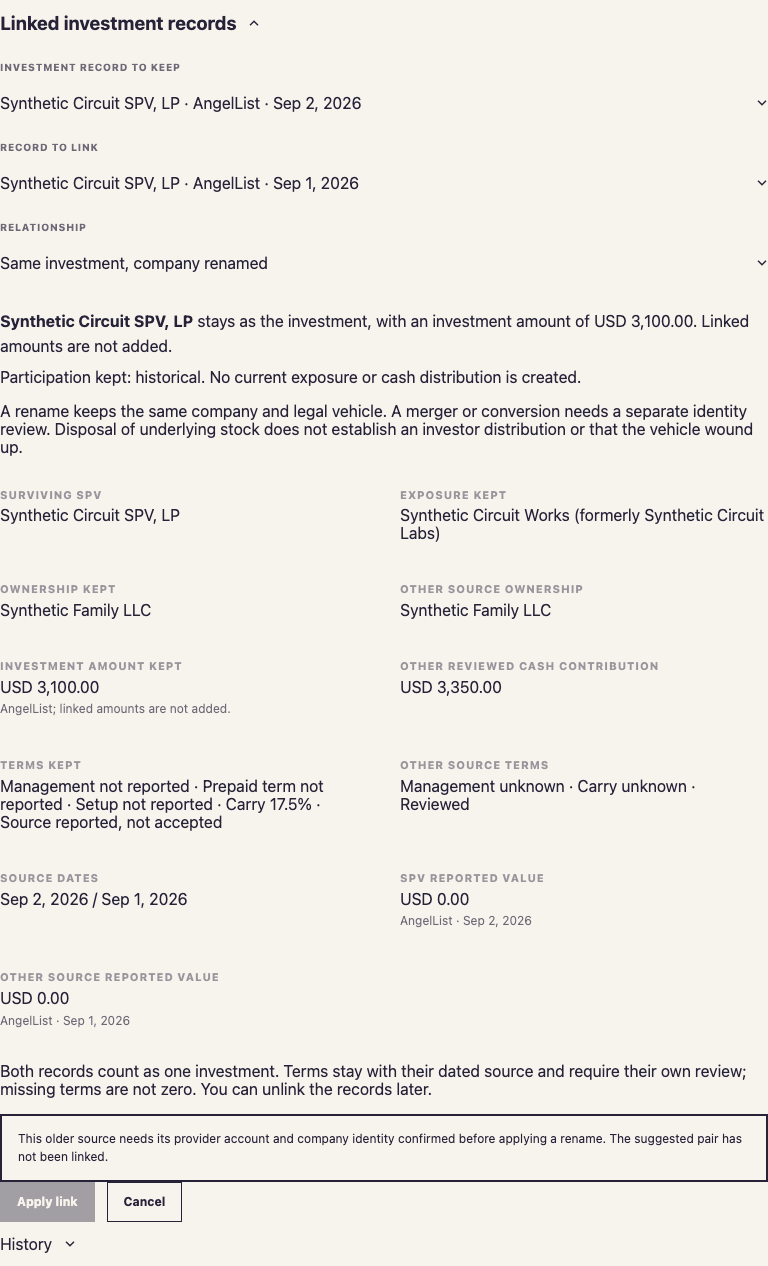 Linked investment records
INVESTMENT RECORD TO KEEP
Synthetic Circuit SPV, LP · AngelList · Sep 2, 2026
RECORD TO LINK
Synthetic Circuit SPV, LP · AngelList · Sep 1, 2026
RELATIONSHIP
Same investment, company renamed
Synthetic Circuit SPV, LP stays as the investment, with an investment amount of USD 3,100.00. Linked
amounts are not added.
Participation kept: historical. No current exposure or cash distribution is created.
A rename keeps the same company and legal vehicle. A merger or conversion needs a separate identity
review. Disposal of underlying stock does not establish an investor distribution or that the vehicle wound
up.
SURVIVING SPV
Synthetic Circuit SPV, LP
EXPOSURE KEPT
Synthetic Circuit Works (formerly Synthetic Circuit
Labs)
OWNERSHIP KEPT
Synthetic Family LLC
OTHER SOURCE OWNERSHIP
Synthetic Family LLC
INVESTMENT AMOUNT KEPT
USD 3,100.00
AngelList; linked amounts are not added.
OTHER REVIEWED CASH CONTRIBUTION
USD 3,350.00
TERMS KEPT
Management not reported · Prepaid term not
reported · Setup not reported · Carry 17.5% ·
Source reported, not accepted
OTHER SOURCE TERMS
Management unknown · Carry unknown ·
Reviewed
SOURCE DATES
Sep 2, 2026 / Sep 1, 2026
SPV REPORTED VALUE
USD 0.00
AngelList · Sep 2, 2026
OTHER SOURCE REPORTED VALUE
USD 0.00
AngelList · Sep 1, 2026
Both records count as one investment. Terms stay with their dated source and require their own review;
missing terms are not zero. You can unlink the records later.
This older source needs its provider account and company identity confirmed before applying a rename. The suggested pair has
not been linked.
Apply link
Cancel
History